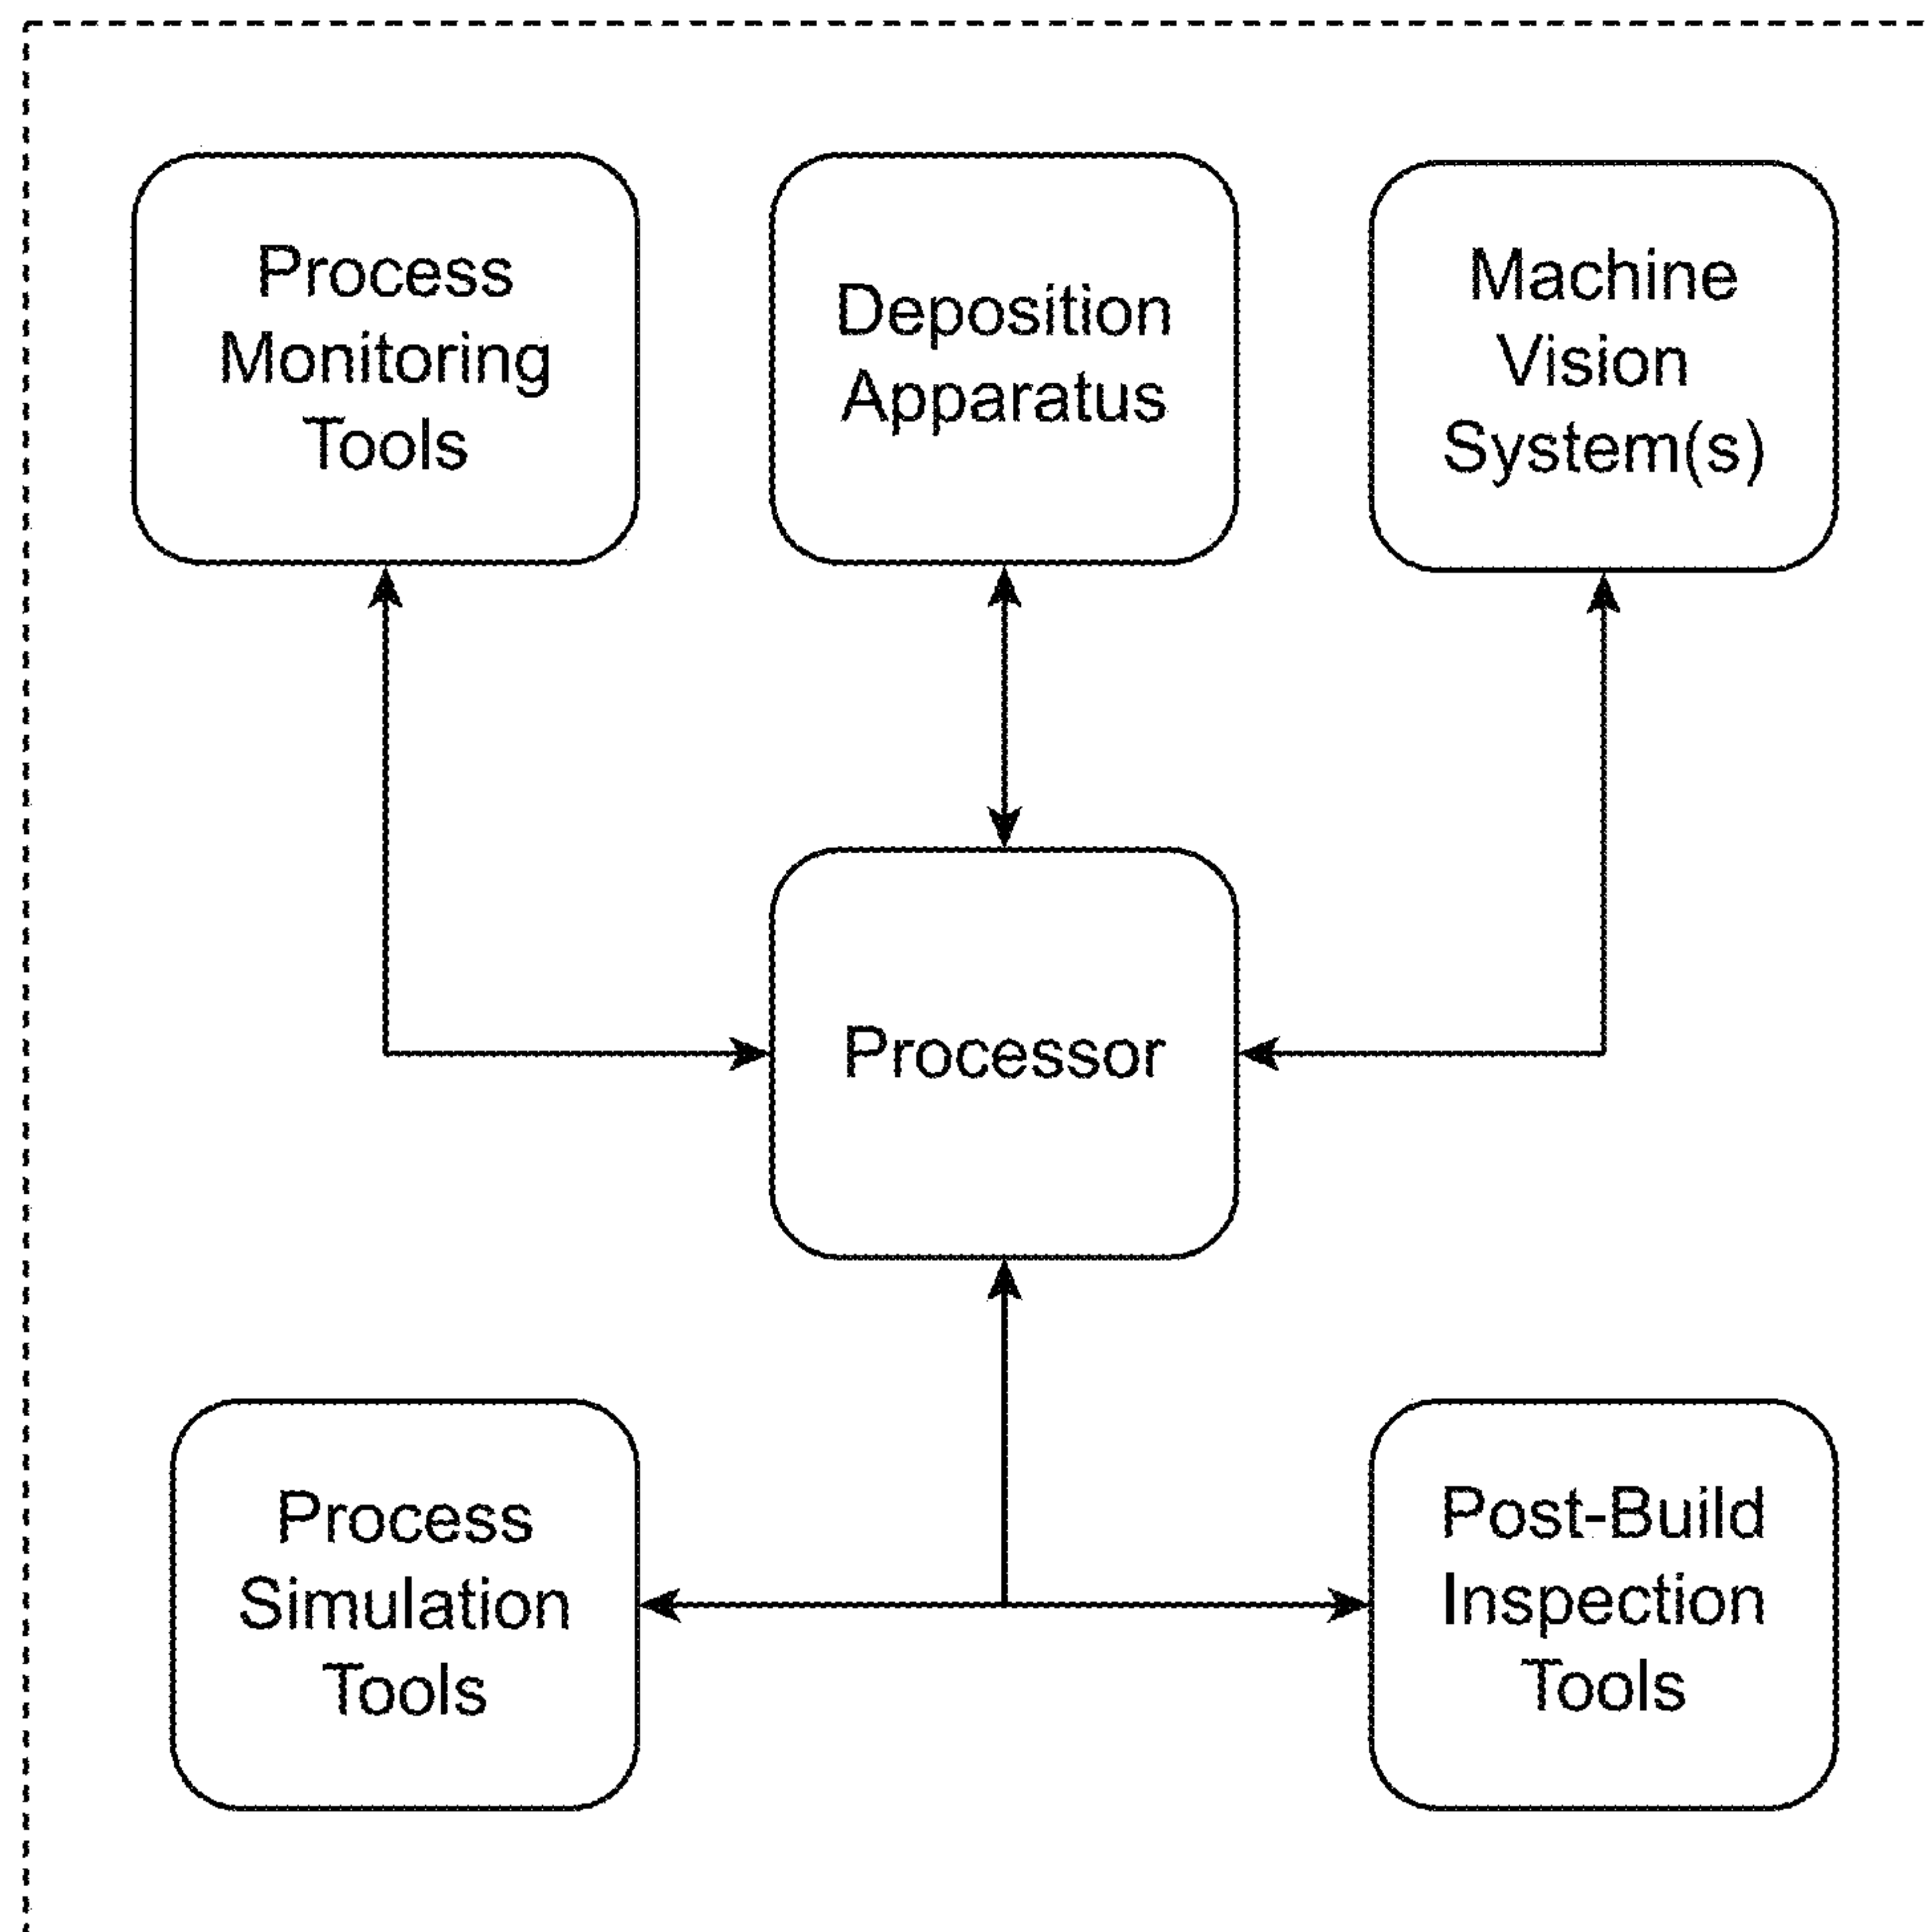 Process
Monitoring
Tools
Deposition
Apparatus
Machine
Vision
System(s)
Processor
Process
Simulation
Tools
Post-Build
Inspection
Tools